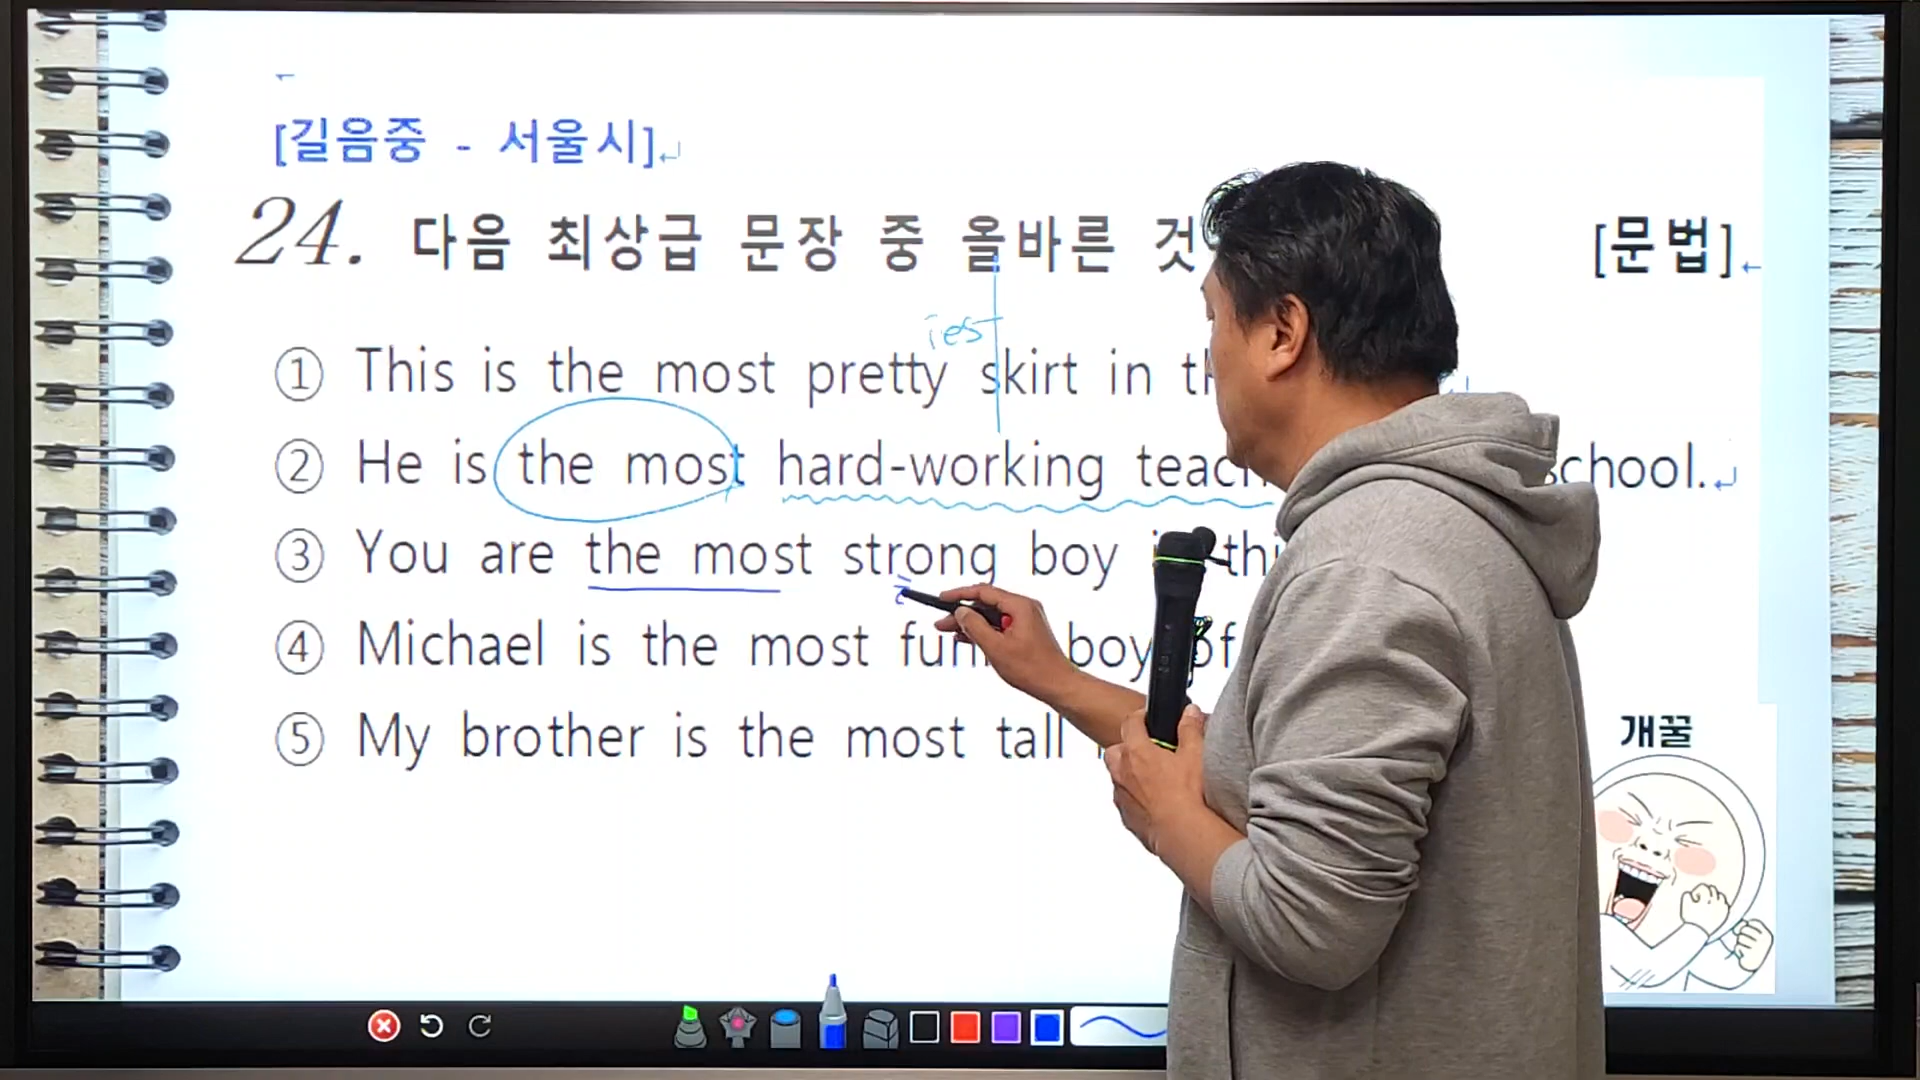 [길음중 - 서울시]
24. 다음 최상급 문장 중 올바른 것 [문법]
iest
① This is the most pretty skirt in
② He is the most hard-working school.
③ You are the most strong boy
④ Michael is the most boy of
⑤ My brother is the most tall
개꿀